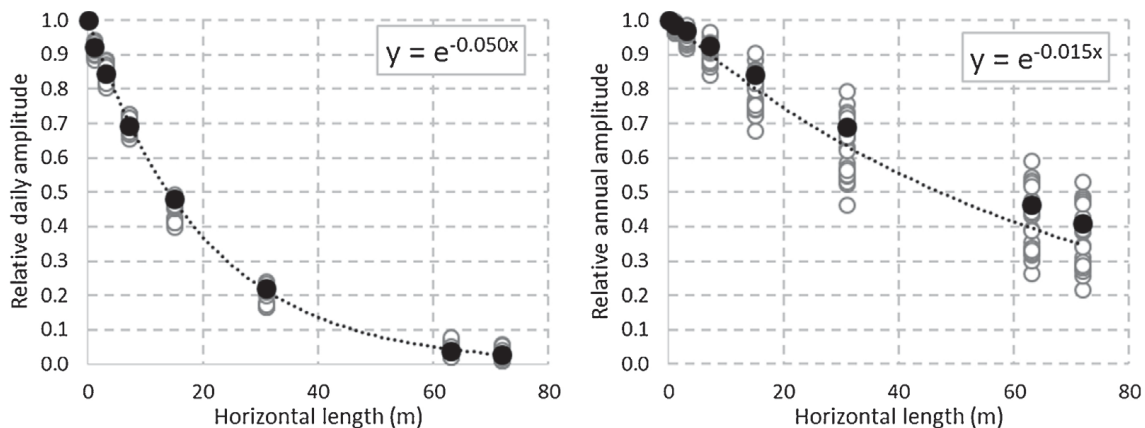 Relative daily amplitude
1.0
0.9
0.8
0.7
0.6
0.5
0.4
0.3
0.2
0.1
0.0
y = e^-0.050x
0 20 40 60 80
Horizontal length (m)
Relative annual amplitude
1.0
0.9
0.8
0.7
0.6
0.5
0.4
0.3
0.2
0.1
0.0
y = e^-0.015x
0 20 40 60 80
Horizontal length (m)